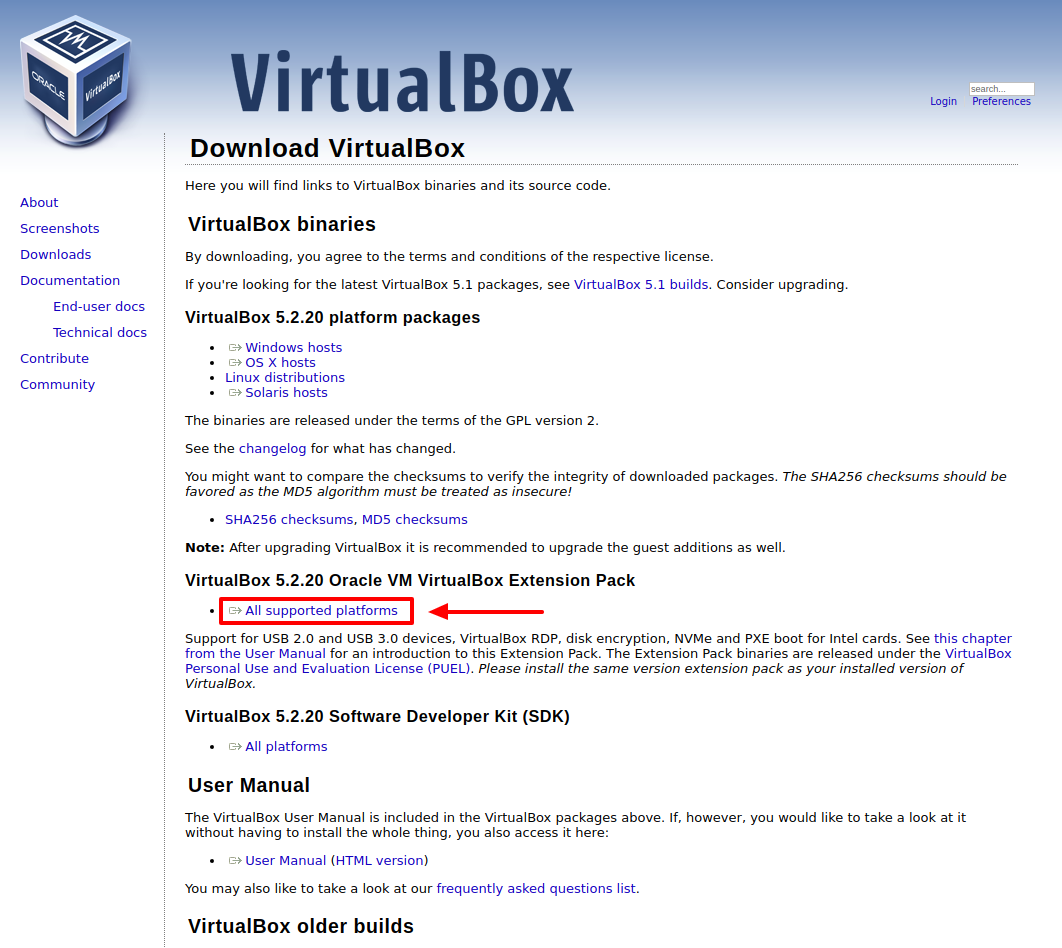 ORACLE
VirtualBox
VirtualBox
search...
Login Preferences
Download VirtualBox
Here you will find links to VirtualBox binaries and its source code.
About
Screenshots
Downloads
Documentation
End-user docs
Technical docs
Contribute
Community
VirtualBox binaries
By downloading, you agree to the terms and conditions of the respective license.
If you're looking for the latest VirtualBox 5.1 packages, see VirtualBox 5.1 builds. Consider upgrading.
VirtualBox 5.2.20 platform packages
• Windows hosts
• OS X hosts
• Linux distributions
• Solaris hosts
The binaries are released under the terms of the GPL version 2.
See the changelog for what has changed.
You might want to compare the checksums to verify the integrity of downloaded packages. The SHA256 checksums should be
favored as the MD5 algorithm must be treated as insecure!
• SHA256 checksums, MD5 checksums
Note: After upgrading VirtualBox it is recommended to upgrade the guest additions as well.
VirtualBox 5.2.20 Oracle VM VirtualBox Extension Pack
• All supported platforms
Support for USB 2.0 and USB 3.0 devices, VirtualBox RDP, disk encryption, NVMe and PXE boot for Intel cards. See this chapter
from the User Manual for an introduction to this Extension Pack. The Extension Pack binaries are released under the VirtualBox
Personal Use and Evaluation License (PUEL). Please install the same version extension pack as your installed version of
VirtualBox.
VirtualBox 5.2.20 Software Developer Kit (SDK)
• All platforms
User Manual
The VirtualBox User Manual is included in the VirtualBox packages above. If, however, you would like to take a look at it
without having to install the whole thing, you also access it here:
• User Manual (HTML version)
You may also like to take a look at our frequently asked questions list.
VirtualBox older builds